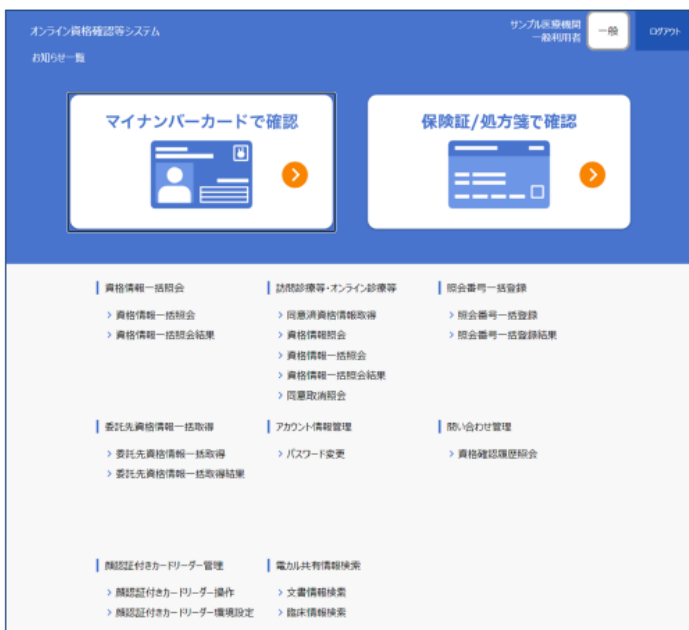 オンライン資格確認等システム
サンプル医療機関
一般利用者
一般
ログアウト
お知らせ一覧
マイナンバーカードで確認
保険証/処方箋で確認
資格情報一括照会
資格情報一括照会
資格情報一括照会結果
訪問診療等・オンライン診療等
同意済資格情報取得
資格情報照会
資格情報一括照会
資格情報一括照会結果
同意取消照会
照会番号一括登録
照会番号一括登録
照会番号一括登録結果
委託先資格情報一括取得
委託先資格情報一括取得
委託先資格情報一括取得結果
アカウント情報管理
パスワード変更
問い合わせ管理
資格確認履歴照会
顔認証付きカードリーダー管理
顔認証付きカードリーダー操作
顔認証付きカードリーダー環境設定
電カル共有情報検索
文書情報検索
臨床情報検索